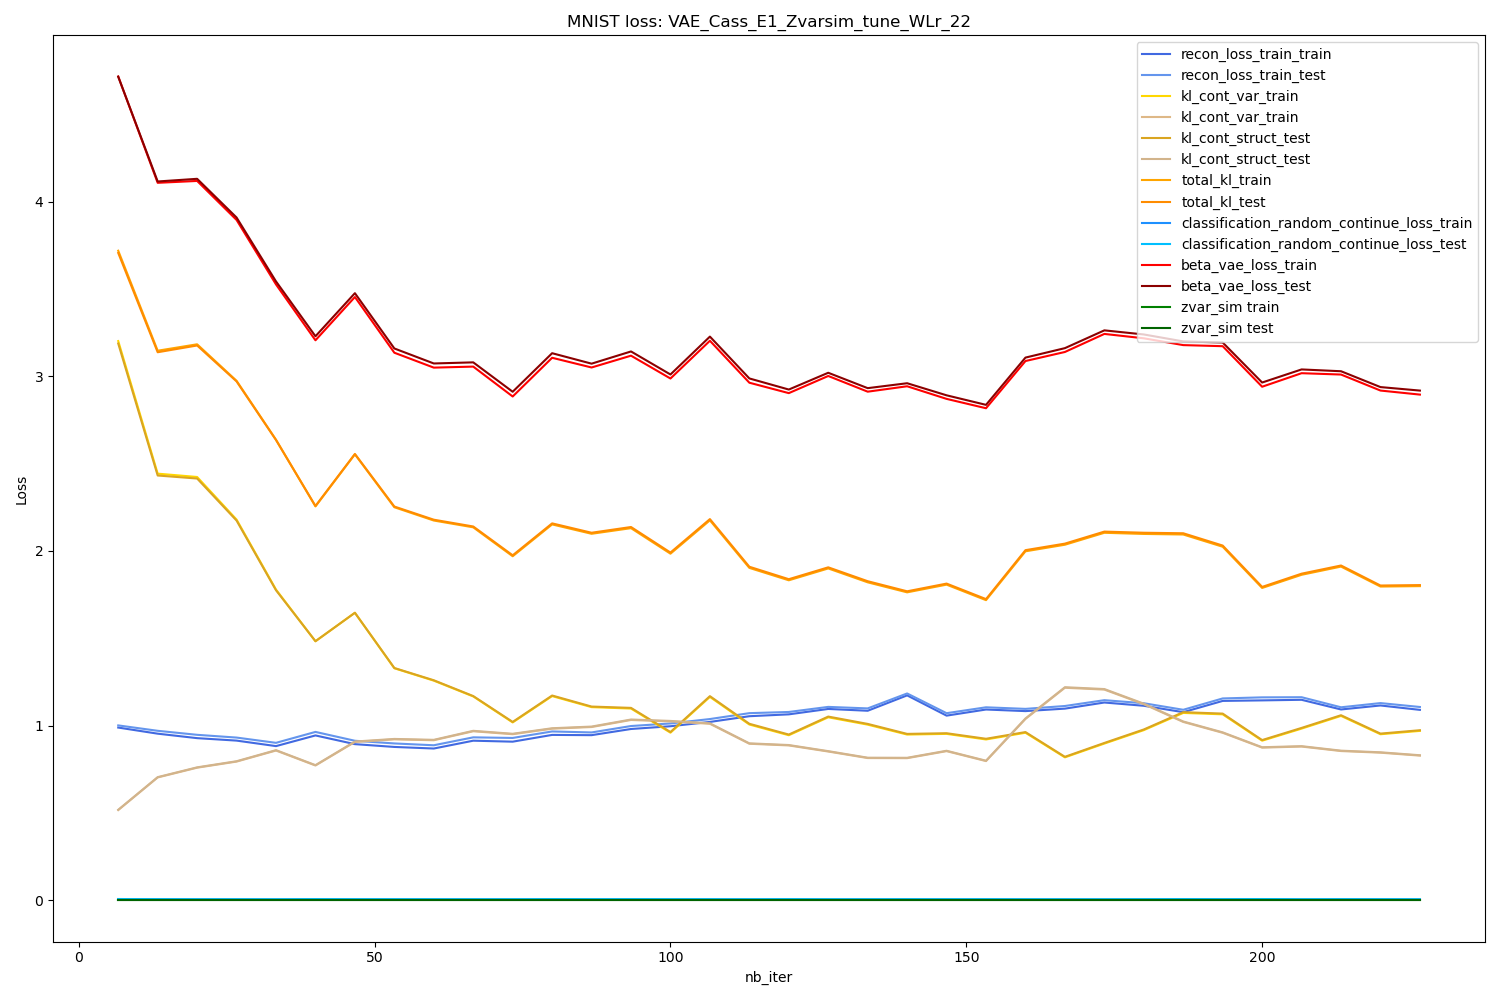 MNIST loss: VAE_Cass_E1_Zvarsim_tune_WLr_22
recon_loss_train_train
recon_loss_train_test
kl_cont_var_train
kl_cont_var_train
kl_cont_struct_test
kl_cont_struct_test
total_kl_train
total_kl_test
classification_random_continue_loss_train
classification_random_continue_loss_test
beta_vae_loss_train
beta_vae_loss_test
zvar_sim train
zvar_sim test
4
3
2
1
0
Loss
0 50 100 150 200
nb_iter